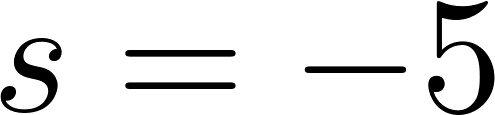 s = −5